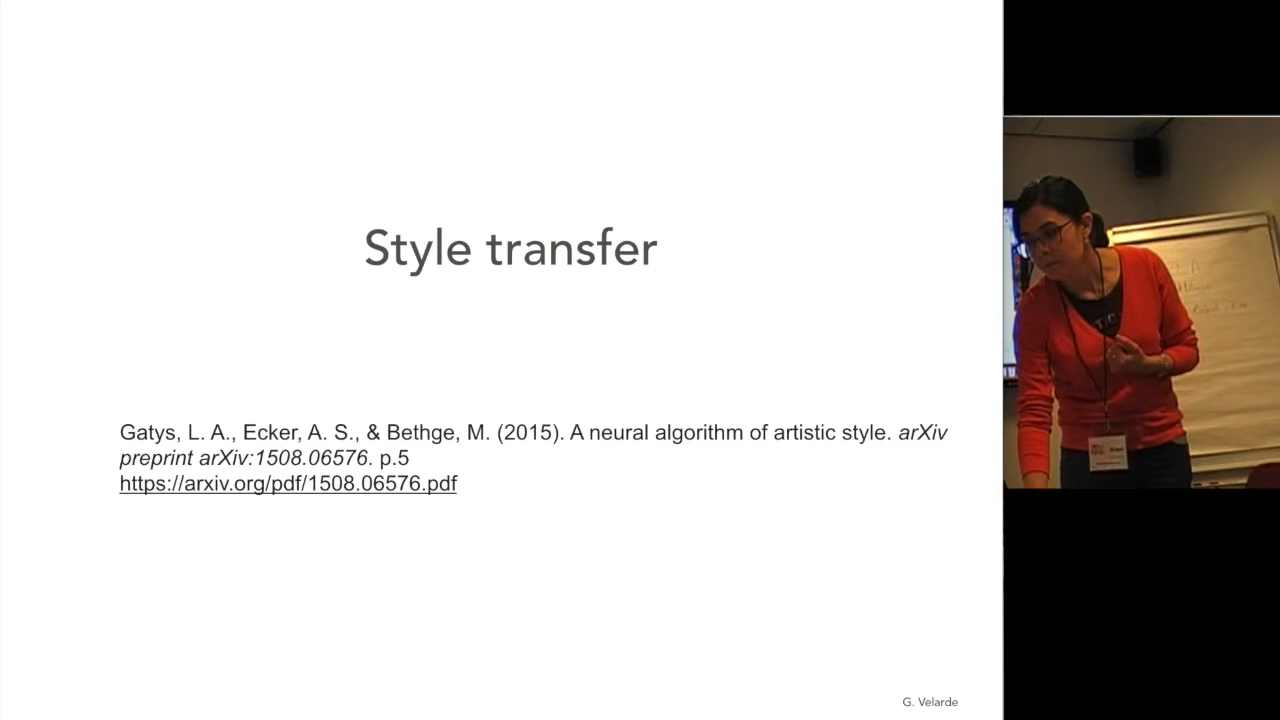 Style transfer
Gatys, L. A., Ecker, A. S., & Bethge, M. (2015). A neural algorithm of artistic style. arXiv
preprint arXiv:1508.06576. p.5
https://arxiv.org/pdf/1508.06576.pdf
G. Velarde